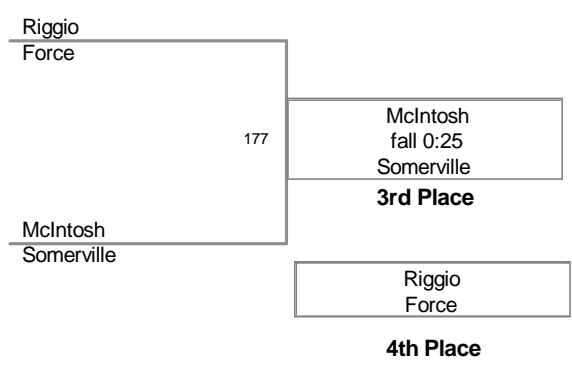 Riggio
Force
177
McIntosh
fall 0:25
Somerville
3rd Place
McIntosh
Somerville
Riggio
Force
4th Place